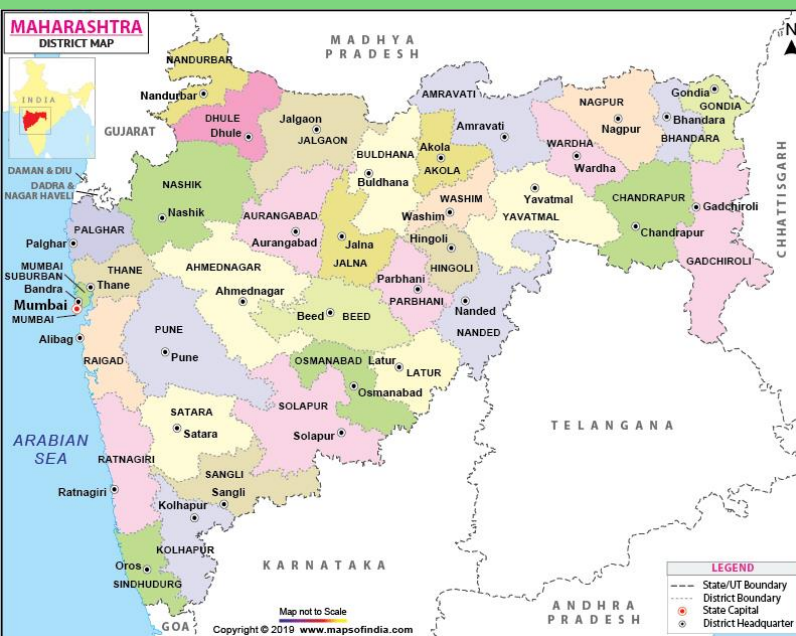 MAHARASHTRA
DISTRICT MAP
N
INDIA
MADHYA
PRADESH
GUJARAT
DAMAN & DIU
DADRA &
NAGAR HAVELI
CHHATTISGARH
NANDURBAR
Nandurbar
DHULE
Dhule
Jalgaon
JALGAON
BULDHANA
Buldhana
Akola
AKOLA
AMRAVATI
Amravati
WARDHA
Wardha
NAGPUR
Nagpur
Bhandara
BHANDARA
Gondia
GONDIA
NASHIK
Nashik
AURANGABAD
Aurangabad
Jalna
JALNA
WASHIM
Washim
Yavatmal
YAVATMAL
CHANDRAPUR
Chandrapur
Gadchiroli
GADCHIROLI
PALGHAR
Palghar
THANE
Thane
MUMBAI
SUBURBAN
Bandra
Mumbai
MUMBAI
AHMEDNAGAR
Ahmednagar
Hingoli
HINGOLI
Parbhani
PARBHANI
Nanded
NANDED
Beed
BEED
Alibag
RAIGAD
PUNE
Pune
OSMANABAD
Osmanabad
Latur
LATUR
SATARA
Satara
SOLAPUR
Solapur
ARABIAN
SEA
RATNAGIRI
Ratnagiri
SANGLI
Sangli
Kolhapur
KOLHAPUR
Oros
SINDHUDURG
GOA
KARNATAKA
TELANGANA
ANDHRA
PRADESH
LEGEND
State/UT Boundary
District Boundary
State Capital
District Headquarter
Map not to Scale
Copyright © 2019 www.mapsofindia.com